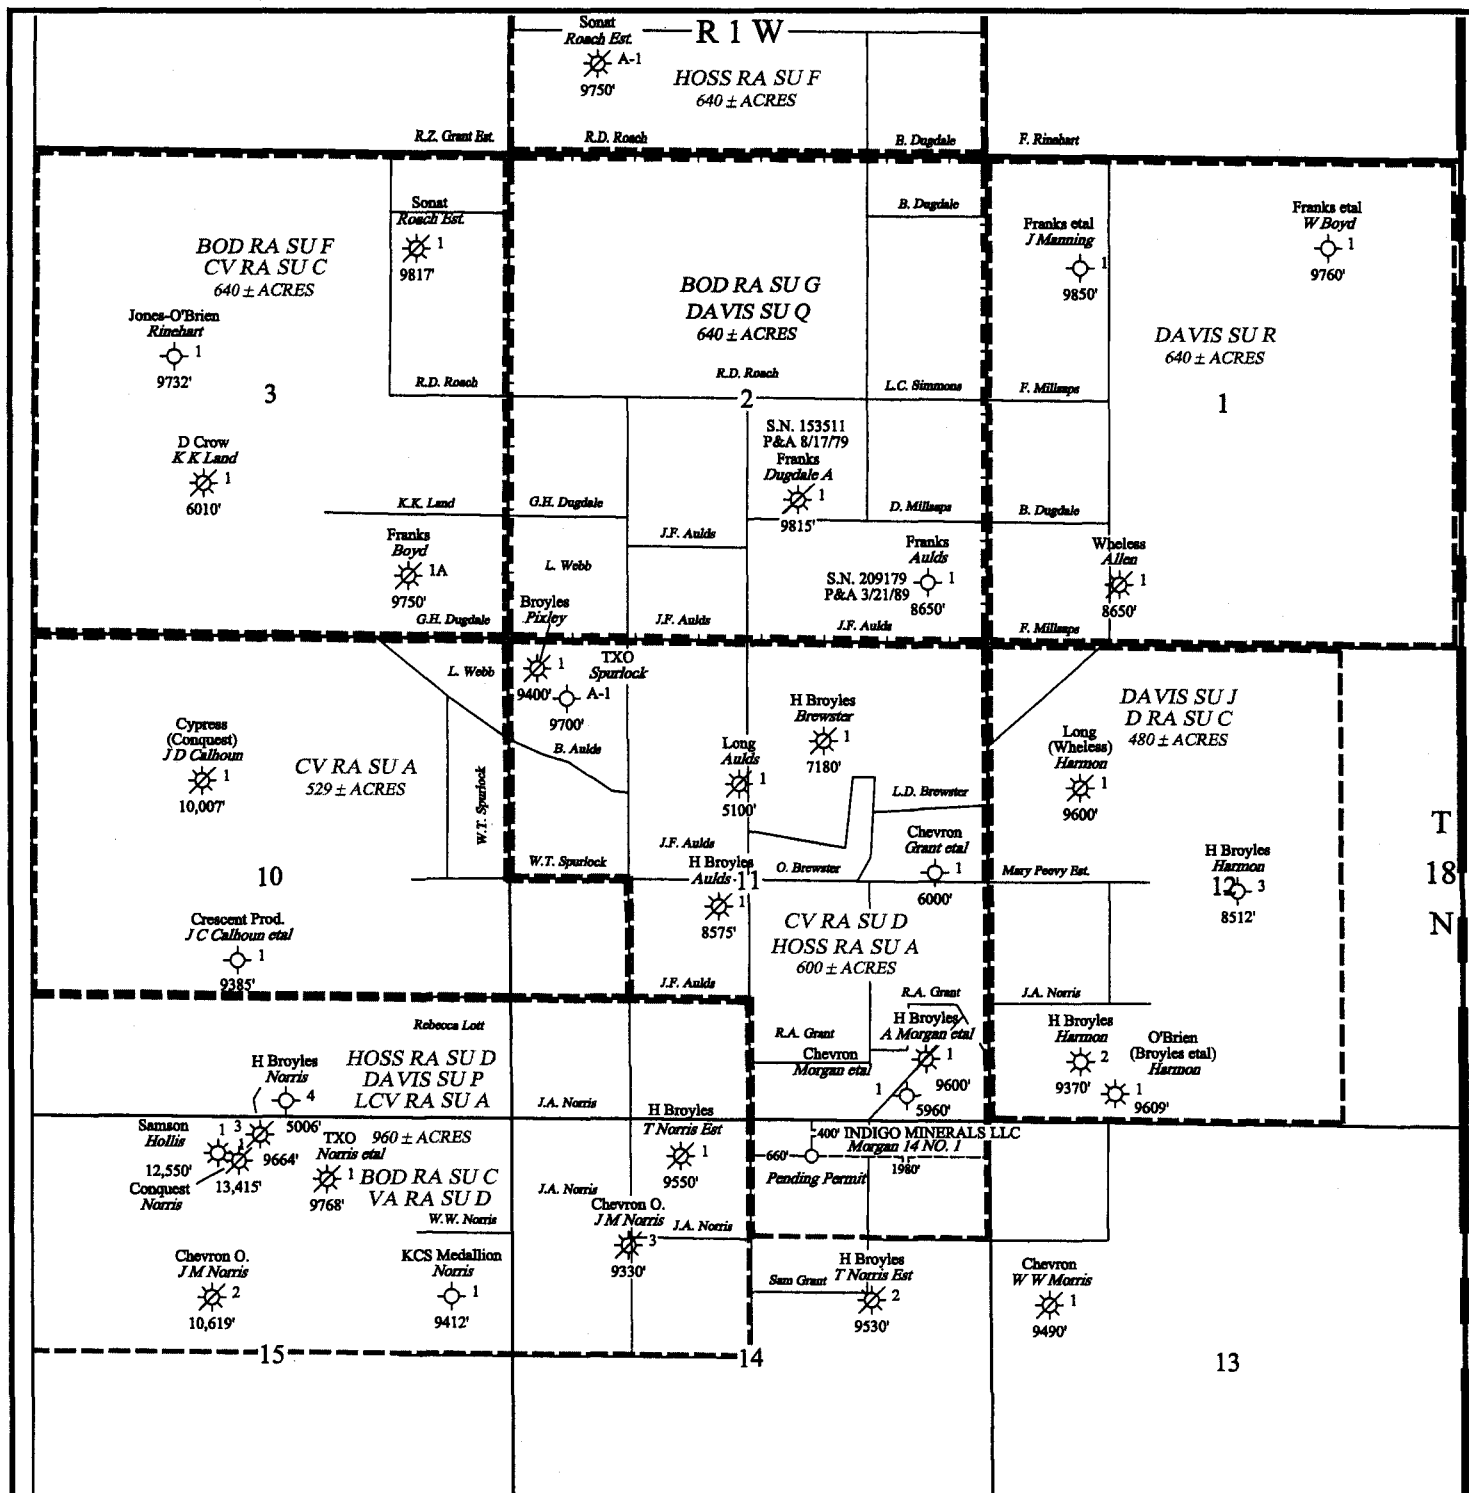 Sonat
Roach Est.
A-1
9750'
R 1 W
HOSS RA SU F
640 ± ACRES
R.Z. Grant Est.
R.D. Roach
B. Dugdale
F. Rinehart
Sonat
Roach Est.
1
9817'
BOD RA SU F
CV RA SU C
640 ± ACRES
Jones-O'Brien
Rinehart
1
9732'
3
R.D. Roach
D Crow
K K Land
1
6010'
K.K. Land
Franks
Boyd
1A
9750'
G.H. Dugdale
B. Dugdale
BOD RA SU G
DAVIS SU Q
640 ± ACRES
R.D. Roach
L.C. Simmons
2
S.N. 153511
P&A 8/17/79
Franks
Dugdale A
1
9815'
G.H. Dugdale
D. Millsaps
J.F. Aulds
L. Webb
Franks
Aulds
S.N. 209179
P&A 3/21/89
1
8650'
Broyles
Pixley
J.F. Aulds
J.F. Aulds
Franks etal
J Manning
1
9850'
Franks etal
W Boyd
1
9760'
DAVIS SU R
640 ± ACRES
F. Millsaps
1
B. Dugdale
Wheless
Allen
1
8650'
F. Millsaps
L. Webb
1
9400'
TXO
Spurlock
A-1
9700'
B. Aulds
Cypress
(Conquest)
J D Calhoun
1
10,007'
CV RA SU A
529 ± ACRES
W.T. Spurlock
W.T. Spurlock
10
Crescent Prod.
J C Calhoun etal
1
9385'
H Broyles
Brewster
1
7180'
Long
Aulds
1
5100'
L.D. Brewster
J.F. Aulds
H Broyles
Aulds
1
8575'
11
O. Brewster
Chevron
Grant etal
1
6000'
CV RA SU D
HOSS RA SU A
600 ± ACRES
J.F. Aulds
DAVIS SU J
D RA SU C
480 ± ACRES
Long
(Wheless)
Harmon
1
9600'
Mary Peevy Est.
H Broyles
Harmon
12
3
8512'
T
18
N
R.A. Grant
J.A. Norris
R.A. Grant
H Broyles
A Morgan etal
1
9600'
Chevron
Morgan etal
1
5960'
H Broyles
Harmon
2
9370'
O'Brien
(Broyles etal)
Harmon
1
9609'
Rebecca Lott
H Broyles
Norris
4
5006'
HOSS RA SU D
DAVIS SU P
LCV RA SU A
960 ± ACRES
BOD RA SU C
VA RA SU D
J.A. Norris
Samson
Hollis
1
12,550'
3
9664'
Conquest
Norris
1
13,415'
TXO
Norris etal
1
9768'
W.W. Norris
H Broyles
T Norris Est
1
9550'
J.A. Norris
Chevron O.
J M Norris
3
9330'
J.A. Norris
400'
INDIGO MINERALS LLC
Morgan 14 NO. 1
660'
1980'
Pending Permit
Chevron O.
J M Norris
2
10,619'
KCS Medallion
Norris
1
9412'
Sam Grant
H Broyles
T Norris Est
2
9530'
Chevron
W W Morris
1
9490'
15
14
13